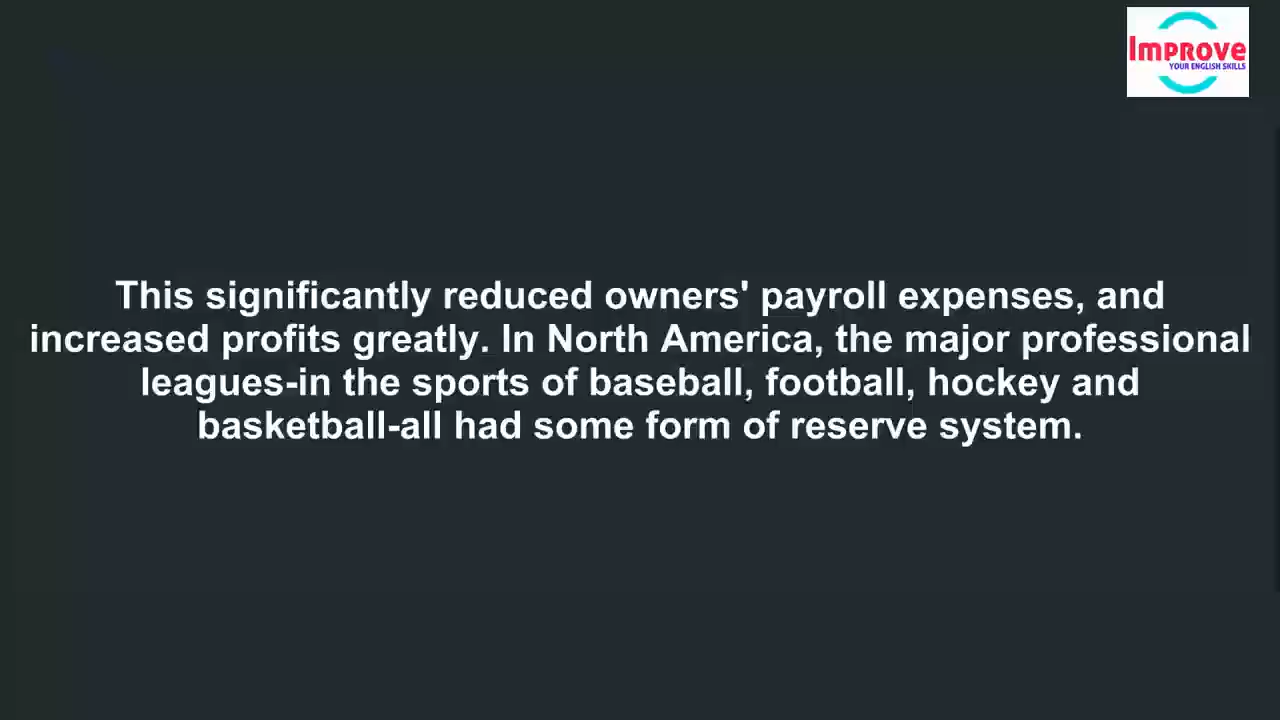 Improve
YOUR ENGLISH SKILLS
This significantly reduced owners' payroll expenses, and
increased profits greatly. In North America, the major professional
leagues-in the sports of baseball, football, hockey and
basketball-all had some form of reserve system.